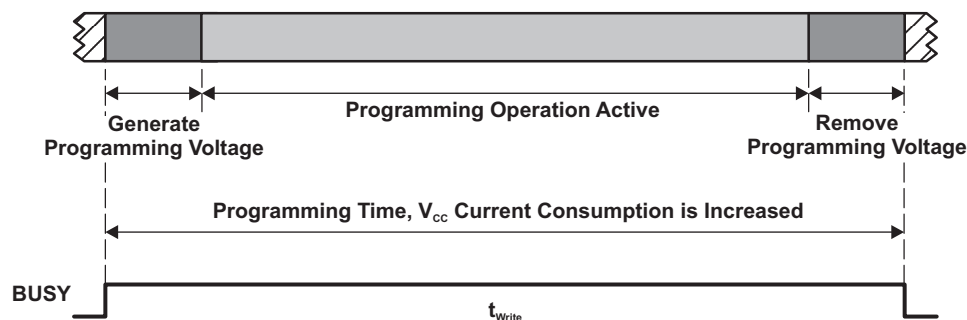 Programming Operation Active
Generate
Programming Voltage
Remove
Programming Voltage
Programming Time, Vcc Current Consumption is Increased
BUSY
tWrite